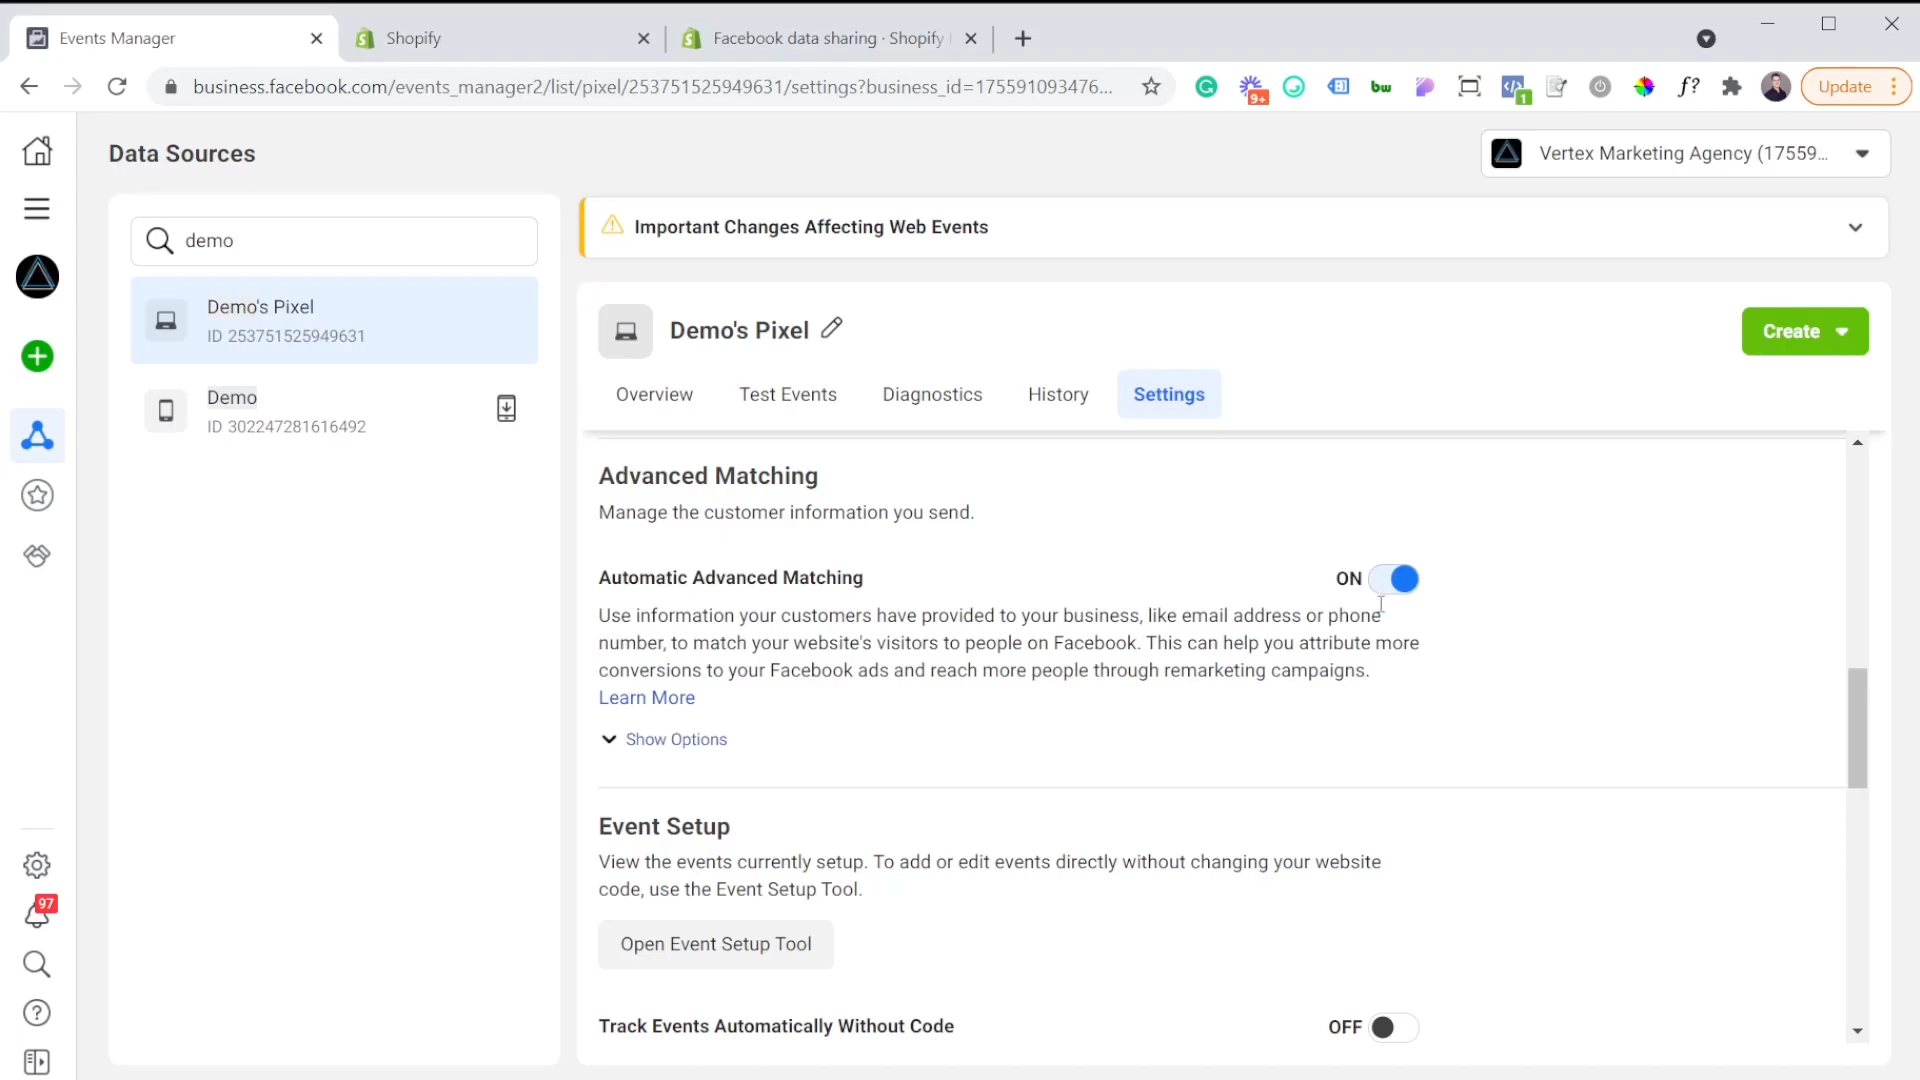 Events Manager
Shopify
Facebook data sharing · Shopify
business.facebook.com/events_manager2/list/pixel/253751525949631/settings?business_id=175591093476...
9+
bw
1
f?
Update
Data Sources
Vertex Marketing Agency (17559...
demo
Demo's Pixel
ID 253751525949631
Demo
ID 302247281616492
Important Changes Affecting Web Events
Demo's Pixel
Create
Overview
Test Events
Diagnostics
History
Settings
Advanced Matching
Manage the customer information you send.
Automatic Advanced Matching
ON
Use information your customers have provided to your business, like email address or phone
number, to match your website's visitors to people on Facebook. This can help you attribute more
conversions to your Facebook ads and reach more people through remarketing campaigns.
Learn More
Show Options
Event Setup
View the events currently setup. To add or edit events directly without changing your website
code, use the Event Setup Tool.
Open Event Setup Tool
Track Events Automatically Without Code
OFF
97